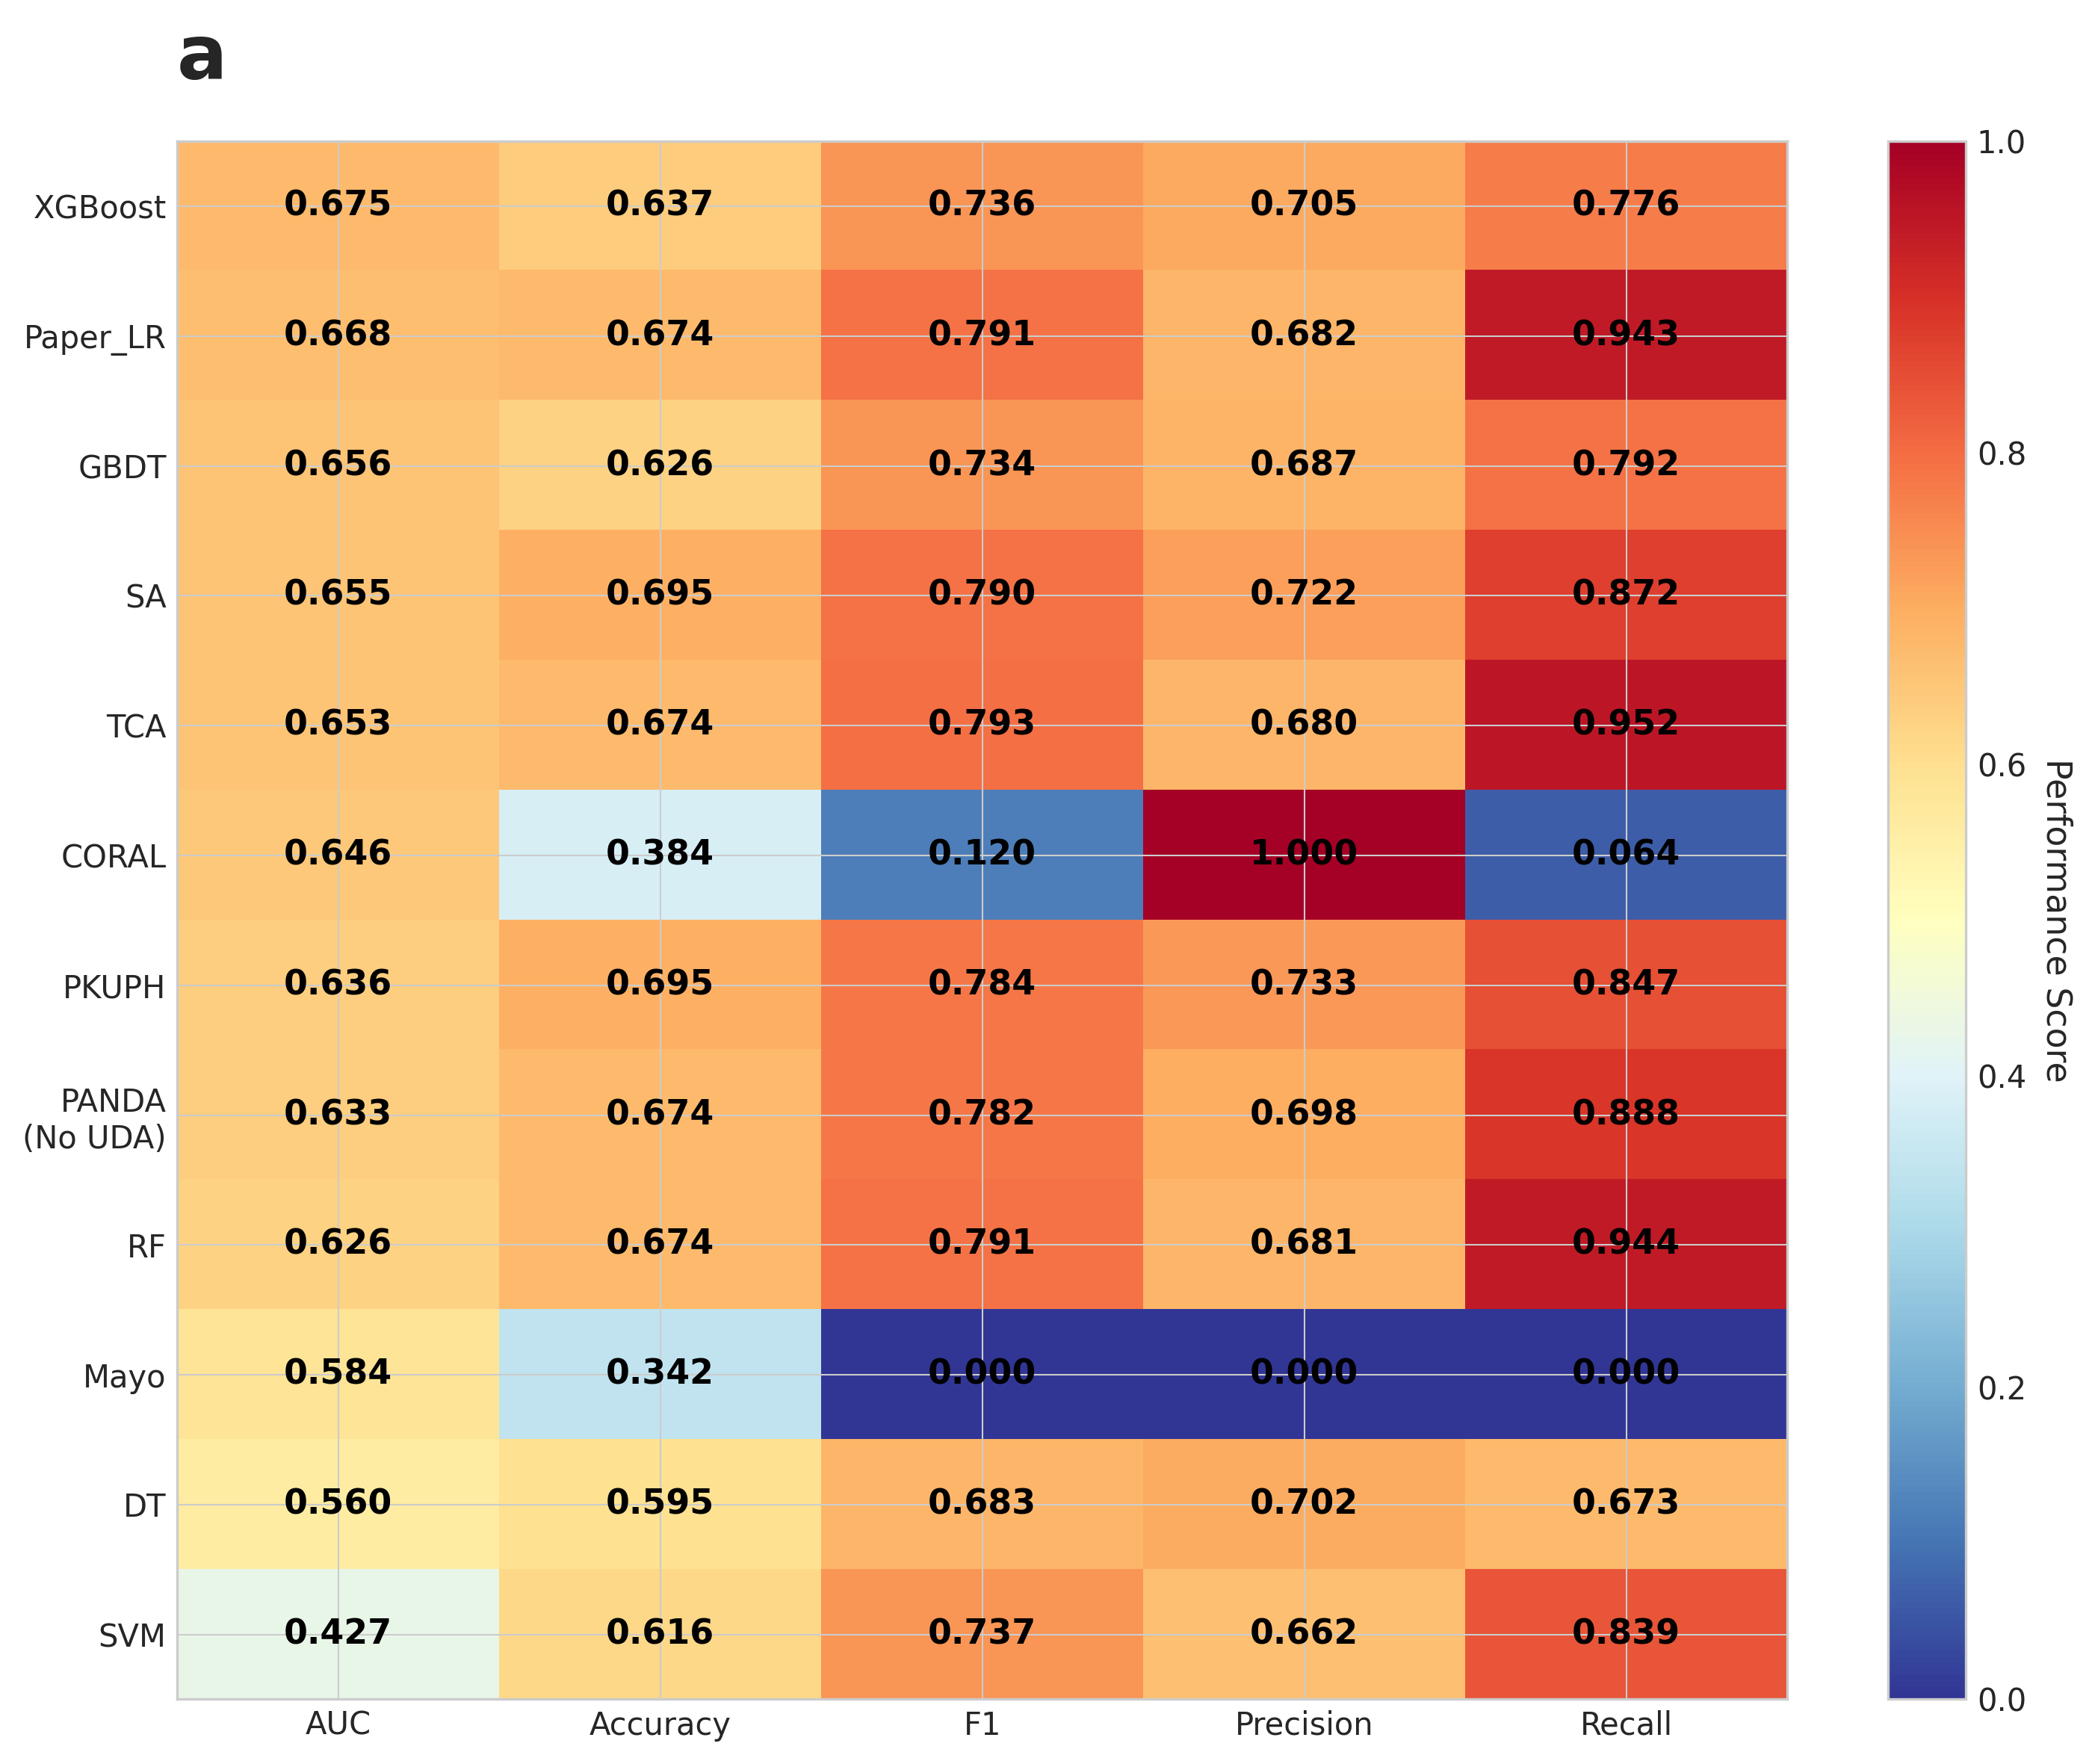 a
XGBoost 0.675 0.637 0.736 0.705 0.776
Paper_LR 0.668 0.674 0.791 0.682 0.943
GBDT 0.656 0.626 0.734 0.687 0.792
SA 0.655 0.695 0.790 0.722 0.872
TCA 0.653 0.674 0.793 0.680 0.952
CORAL 0.646 0.384 0.120 1.000 0.064
PKUPH 0.636 0.695 0.784 0.733 0.847
PANDA
(No UDA) 0.633 0.674 0.782 0.698 0.888
RF 0.626 0.674 0.791 0.681 0.944
Mayo 0.584 0.342 0.000 0.000 0.000
DT 0.560 0.595 0.683 0.702 0.673
SVM 0.427 0.616 0.737 0.662 0.839
AUC Accuracy F1 Precision Recall
1.0
0.8
0.6
0.4
0.2
0.0
Performance Score